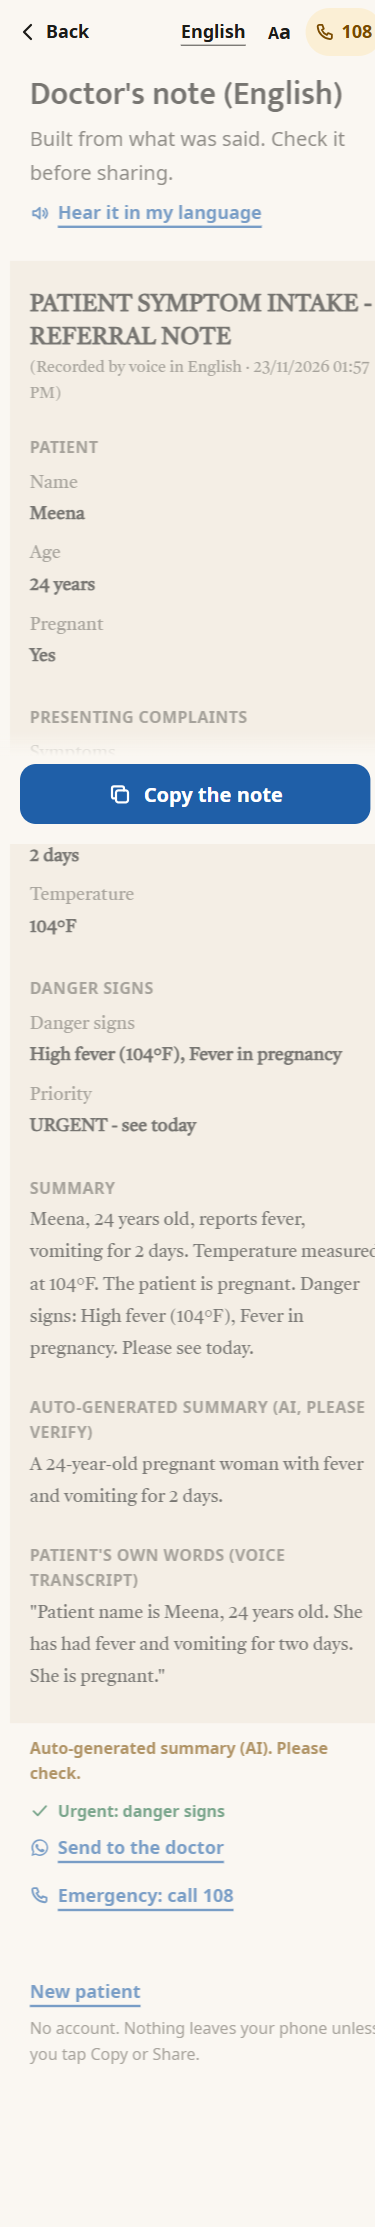 Back
English
Aa
108
Doctor's note (English)
Built from what was said. Check it
before sharing.
Hear it in my language
PATIENT SYMPTOM INTAKE -
REFERRAL NOTE
(Recorded by voice in English · 23/11/2026 01:57
PM)
PATIENT
Name
Meena
Age
24 years
Pregnant
Yes
PRESENTING COMPLAINTS
Symptoms
Copy the note
2 days
Temperature
104°F
DANGER SIGNS
Danger signs
High fever (104°F), Fever in pregnancy
Priority
URGENT - see today
SUMMARY
Meena, 24 years old, reports fever,
vomiting for 2 days. Temperature measured
at 104°F. The patient is pregnant. Danger
signs: High fever (104°F), Fever in
pregnancy. Please see today.
AUTO-GENERATED SUMMARY (AI, PLEASE
VERIFY)
A 24-year-old pregnant woman with fever
and vomiting for 2 days.
PATIENT'S OWN WORDS (VOICE
TRANSCRIPT)
"Patient name is Meena, 24 years old. She
has had fever and vomiting for two days.
She is pregnant."
Auto-generated summary (AI). Please
check.
Urgent: danger signs
Send to the doctor
Emergency: call 108
New patient
No account. Nothing leaves your phone unless
you tap Copy or Share.